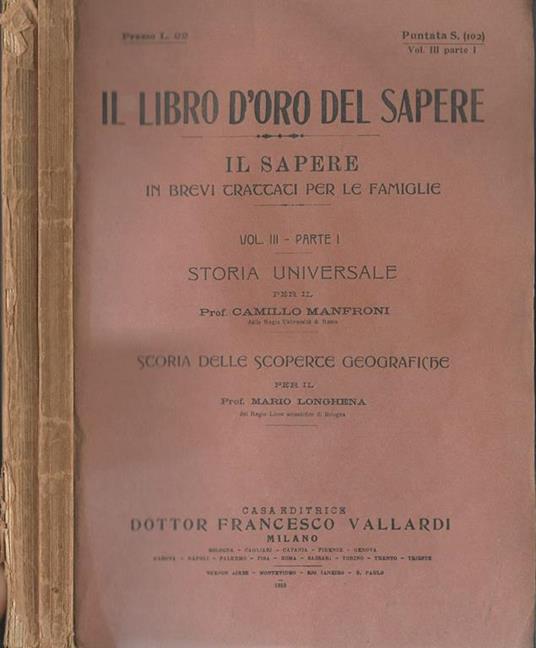 Prezzo L.
Puntata S. (102)
Vol. III parte I
IL LIBRO D'ORO DEL SAPERE
IL SAPERE
IN BREVI TRATTATI PER LE FAMIGLIE
VOL. III - PARTE I
STORIA UNIVERSALE
PER IL
Prof. CAMILLO MANFRONI
della Regia Università di Roma
STORIA DELLE SCOPERTE GEOGRAFICHE
PER IL
Prof. MARIO LONGHENA
del Regio Liceo scientifico di Bologna
CASA EDITRICE
DOTTOR FRANCESCO VALLARDI
MILANO
BOLOGNA - CAGLIARI - CATANIA - FIRENZE - GENOVA
PADOVA - NAPOLI - PALERMO - PISA - ROMA - SASSARI - TORINO - TRENTO - TRIESTE
BUENOS AIRES - MONTEVIDEO - RIO JANEIRO - S. PAULO